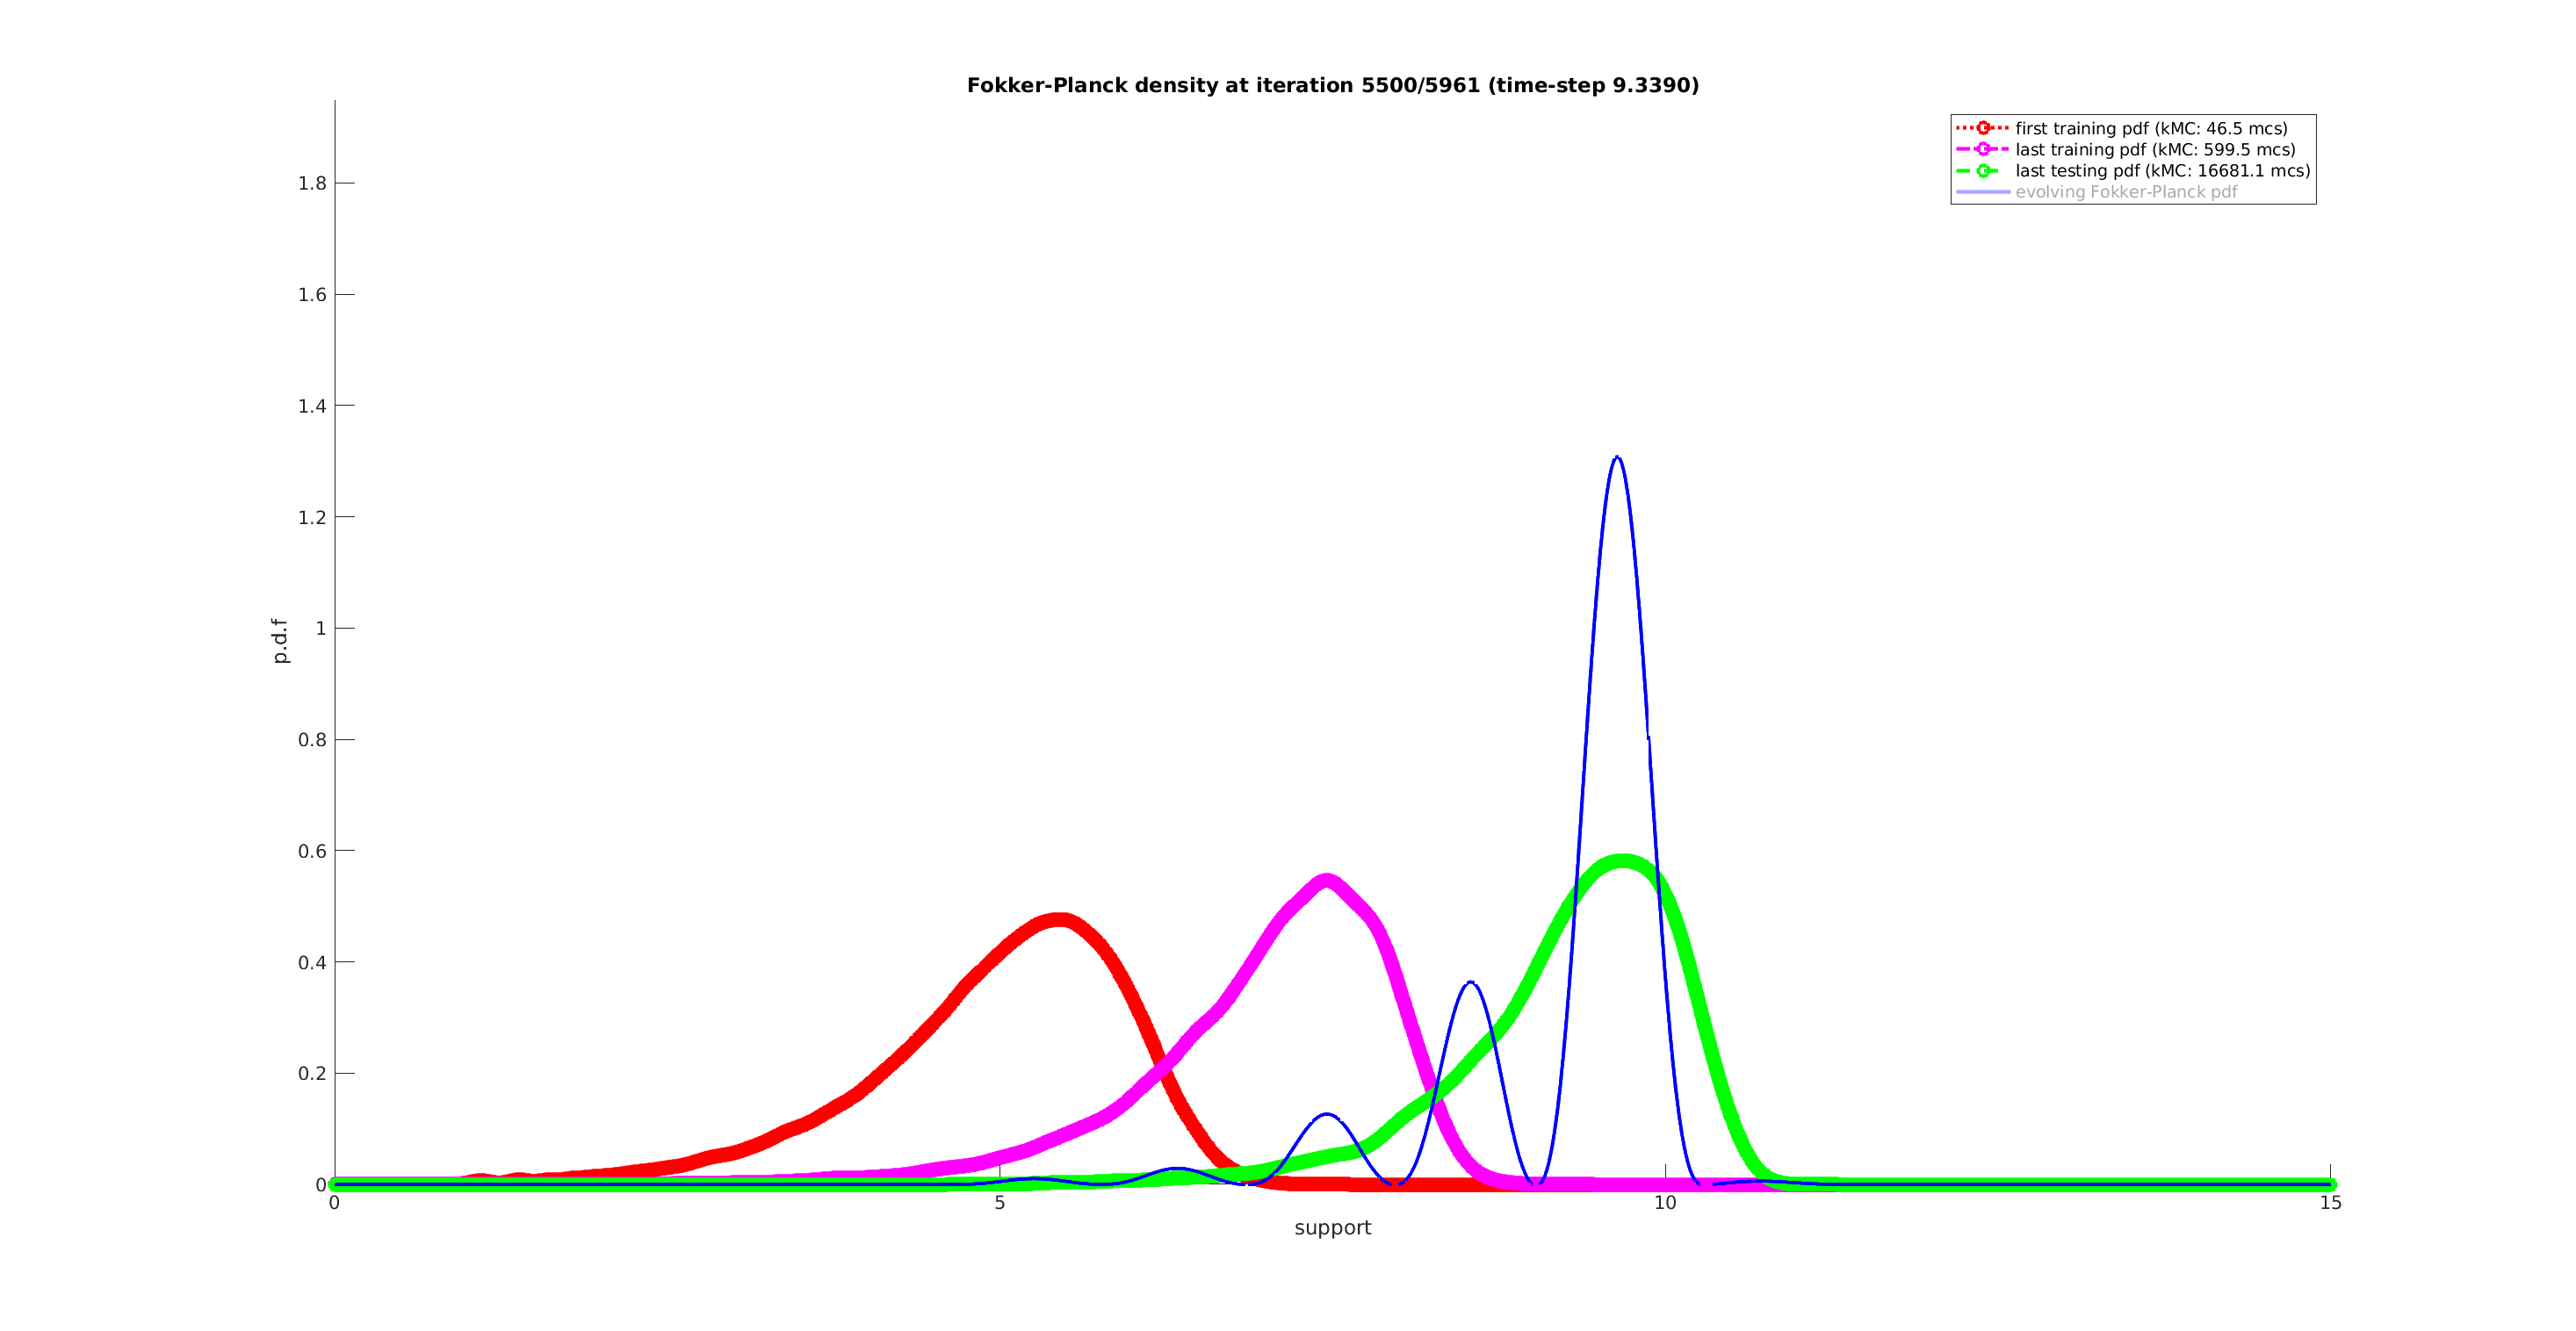 Fokker-Planck density at iteration 5500/5961 (time-step 9.3390)
first training pdf (kMC: 46.5 mcs)
last training pdf (kMC: 599.5 mcs)
last testing pdf (kMC: 16681.1 mcs)
evolving Fokker-Planck pdf
1.8
1.6
1.4
1.2
1
0.8
0.6
0.4
0.2
0
p.d.f
0 5 10 15
support